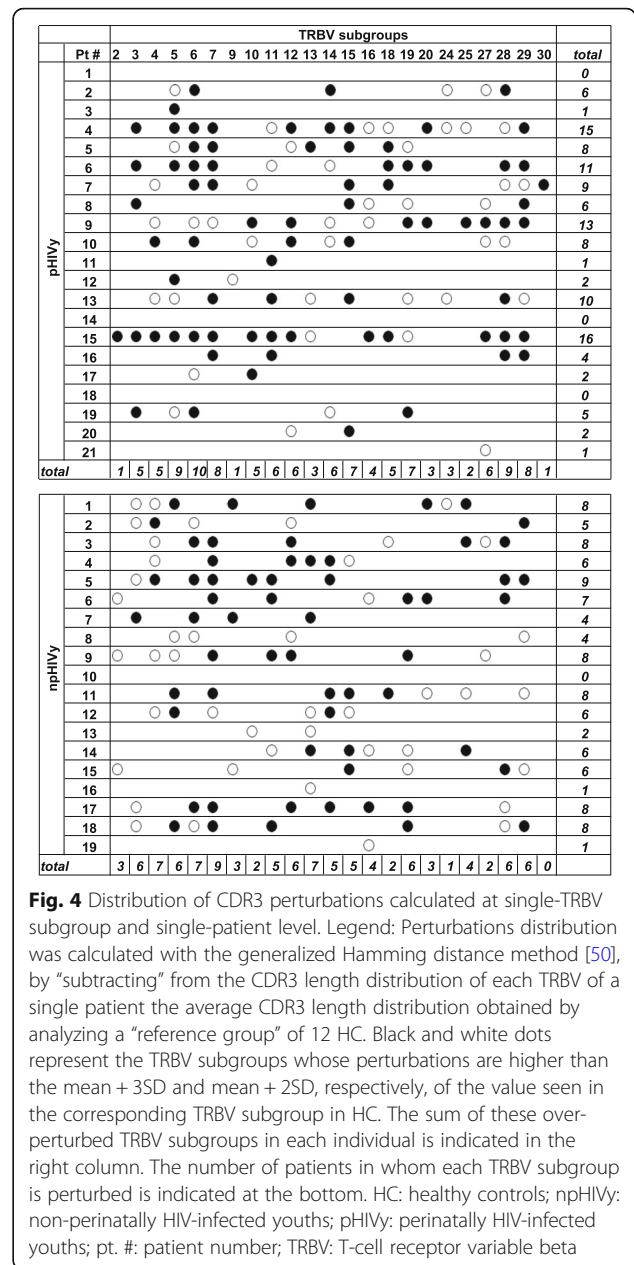 TRBV subgroups
Pt # 2 3 4 5 6 7 9 10 11 12 13 14 15 16 18 19 20 24 25 27 28 29 30 total
pHIVy
1 0
2 6
3 1
4 15
5 8
6 11
7 9
8 6
9 13
10 8
11 1
12 2
13 10
14 0
15 16
16 4
17 2
18 0
19 5
20 2
21 1
total 1 5 5 9 10 8 1 5 6 6 3 6 7 4 5 7 3 3 2 6 9 8 1
npHIVy
1 8
2 5
3 8
4 6
5 9
6 7
7 4
8 4
9 8
10 0
11 8
12 6
13 2
14 6
15 6
16 1
17 8
18 8
19 1
total 3 6 7 6 7 9 3 2 5 5 7 5 5 4 2 6 3 1 4 2 6 6 0
Fig. 4 Distribution of CDR3 perturbations calculated at single-TRBV
subgroup and single-patient level. Legend: Perturbations distribution
was calculated with the generalized Hamming distance method [50],
by “subtracting” from the CDR3 length distribution of each TRBV of a
single patient the average CDR3 length distribution obtained by
analyzing a “reference group” of 12 HC. Black and white dots
represent the TRBV subgroups whose perturbations are higher than
the mean + 3SD and mean + 2SD, respectively, of the value seen in
the corresponding TRBV subgroup in HC. The sum of these over-
perturbed TRBV subgroups in each individual is indicated in the
right column. The number of patients in whom each TRBV subgroup
is perturbed is indicated at the bottom. HC: healthy controls; npHIVy:
non-perinatally HIV-infected youths; pHIVy: perinatally HIV-infected
youths; pt. #: patient number; TRBV: T-cell receptor variable beta